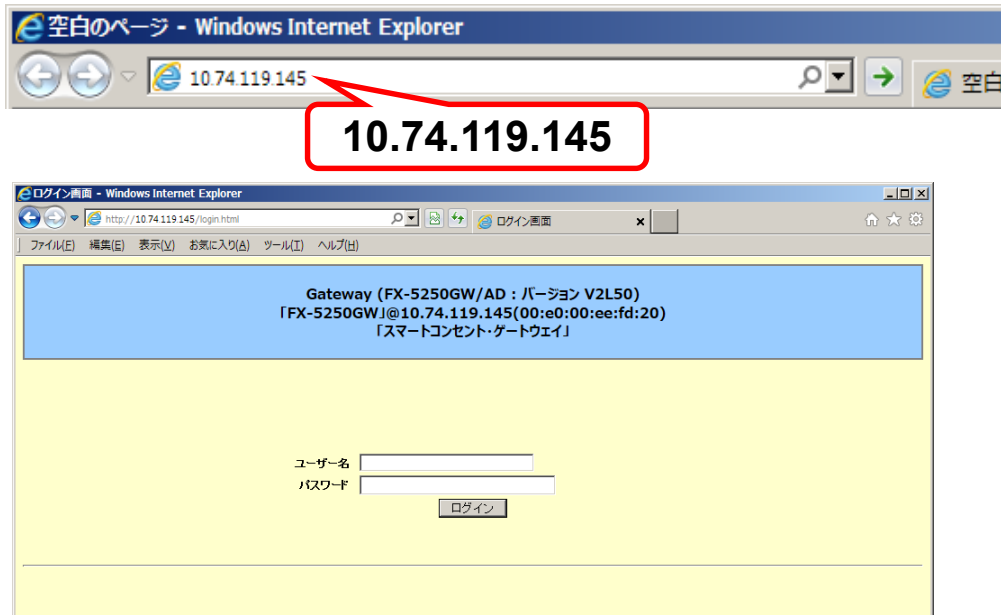 空白のページ - Windows Internet Explorer
10.74.119.145
空白
10.74.119.145
ログイン画面 - Windows Internet Explorer
http://10.74.119.145/login.html
ログイン画面
ファイル(F) 編集(E) 表示(V) お気に入り(A) ツール(T) ヘルプ(H)
Gateway (FX-5250GW/AD : バージョン V2L50)
「FX-5250GW」@10.74.119.145(00:e0:00:ee:fd:20)
「スマートコンセント・ゲートウェイ」
ユーザー名
パスワード
ログイン